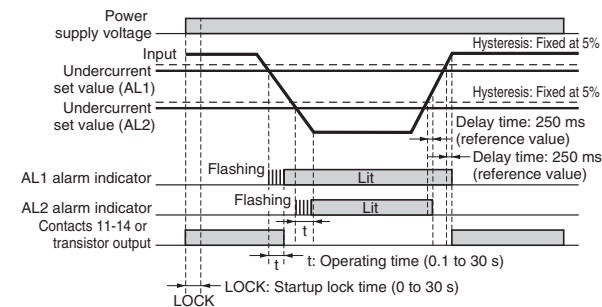 Power
supply voltage
Input
Hysteresis: Fixed at 5%
Undercurrent
set value (AL1)
Hysteresis: Fixed at 5%
Undercurrent
set value (AL2)
Delay time: 250 ms
(reference value)
Delay time: 250 ms
(reference value)
Flashing
AL1 alarm indicator
Lit
Flashing
AL2 alarm indicator
Lit
t
Contacts 11-14 or
transistor output
t
t: Operating time (0.1 to 30 s)
LOCK: Startup lock time (0 to 30 s)
LOCK